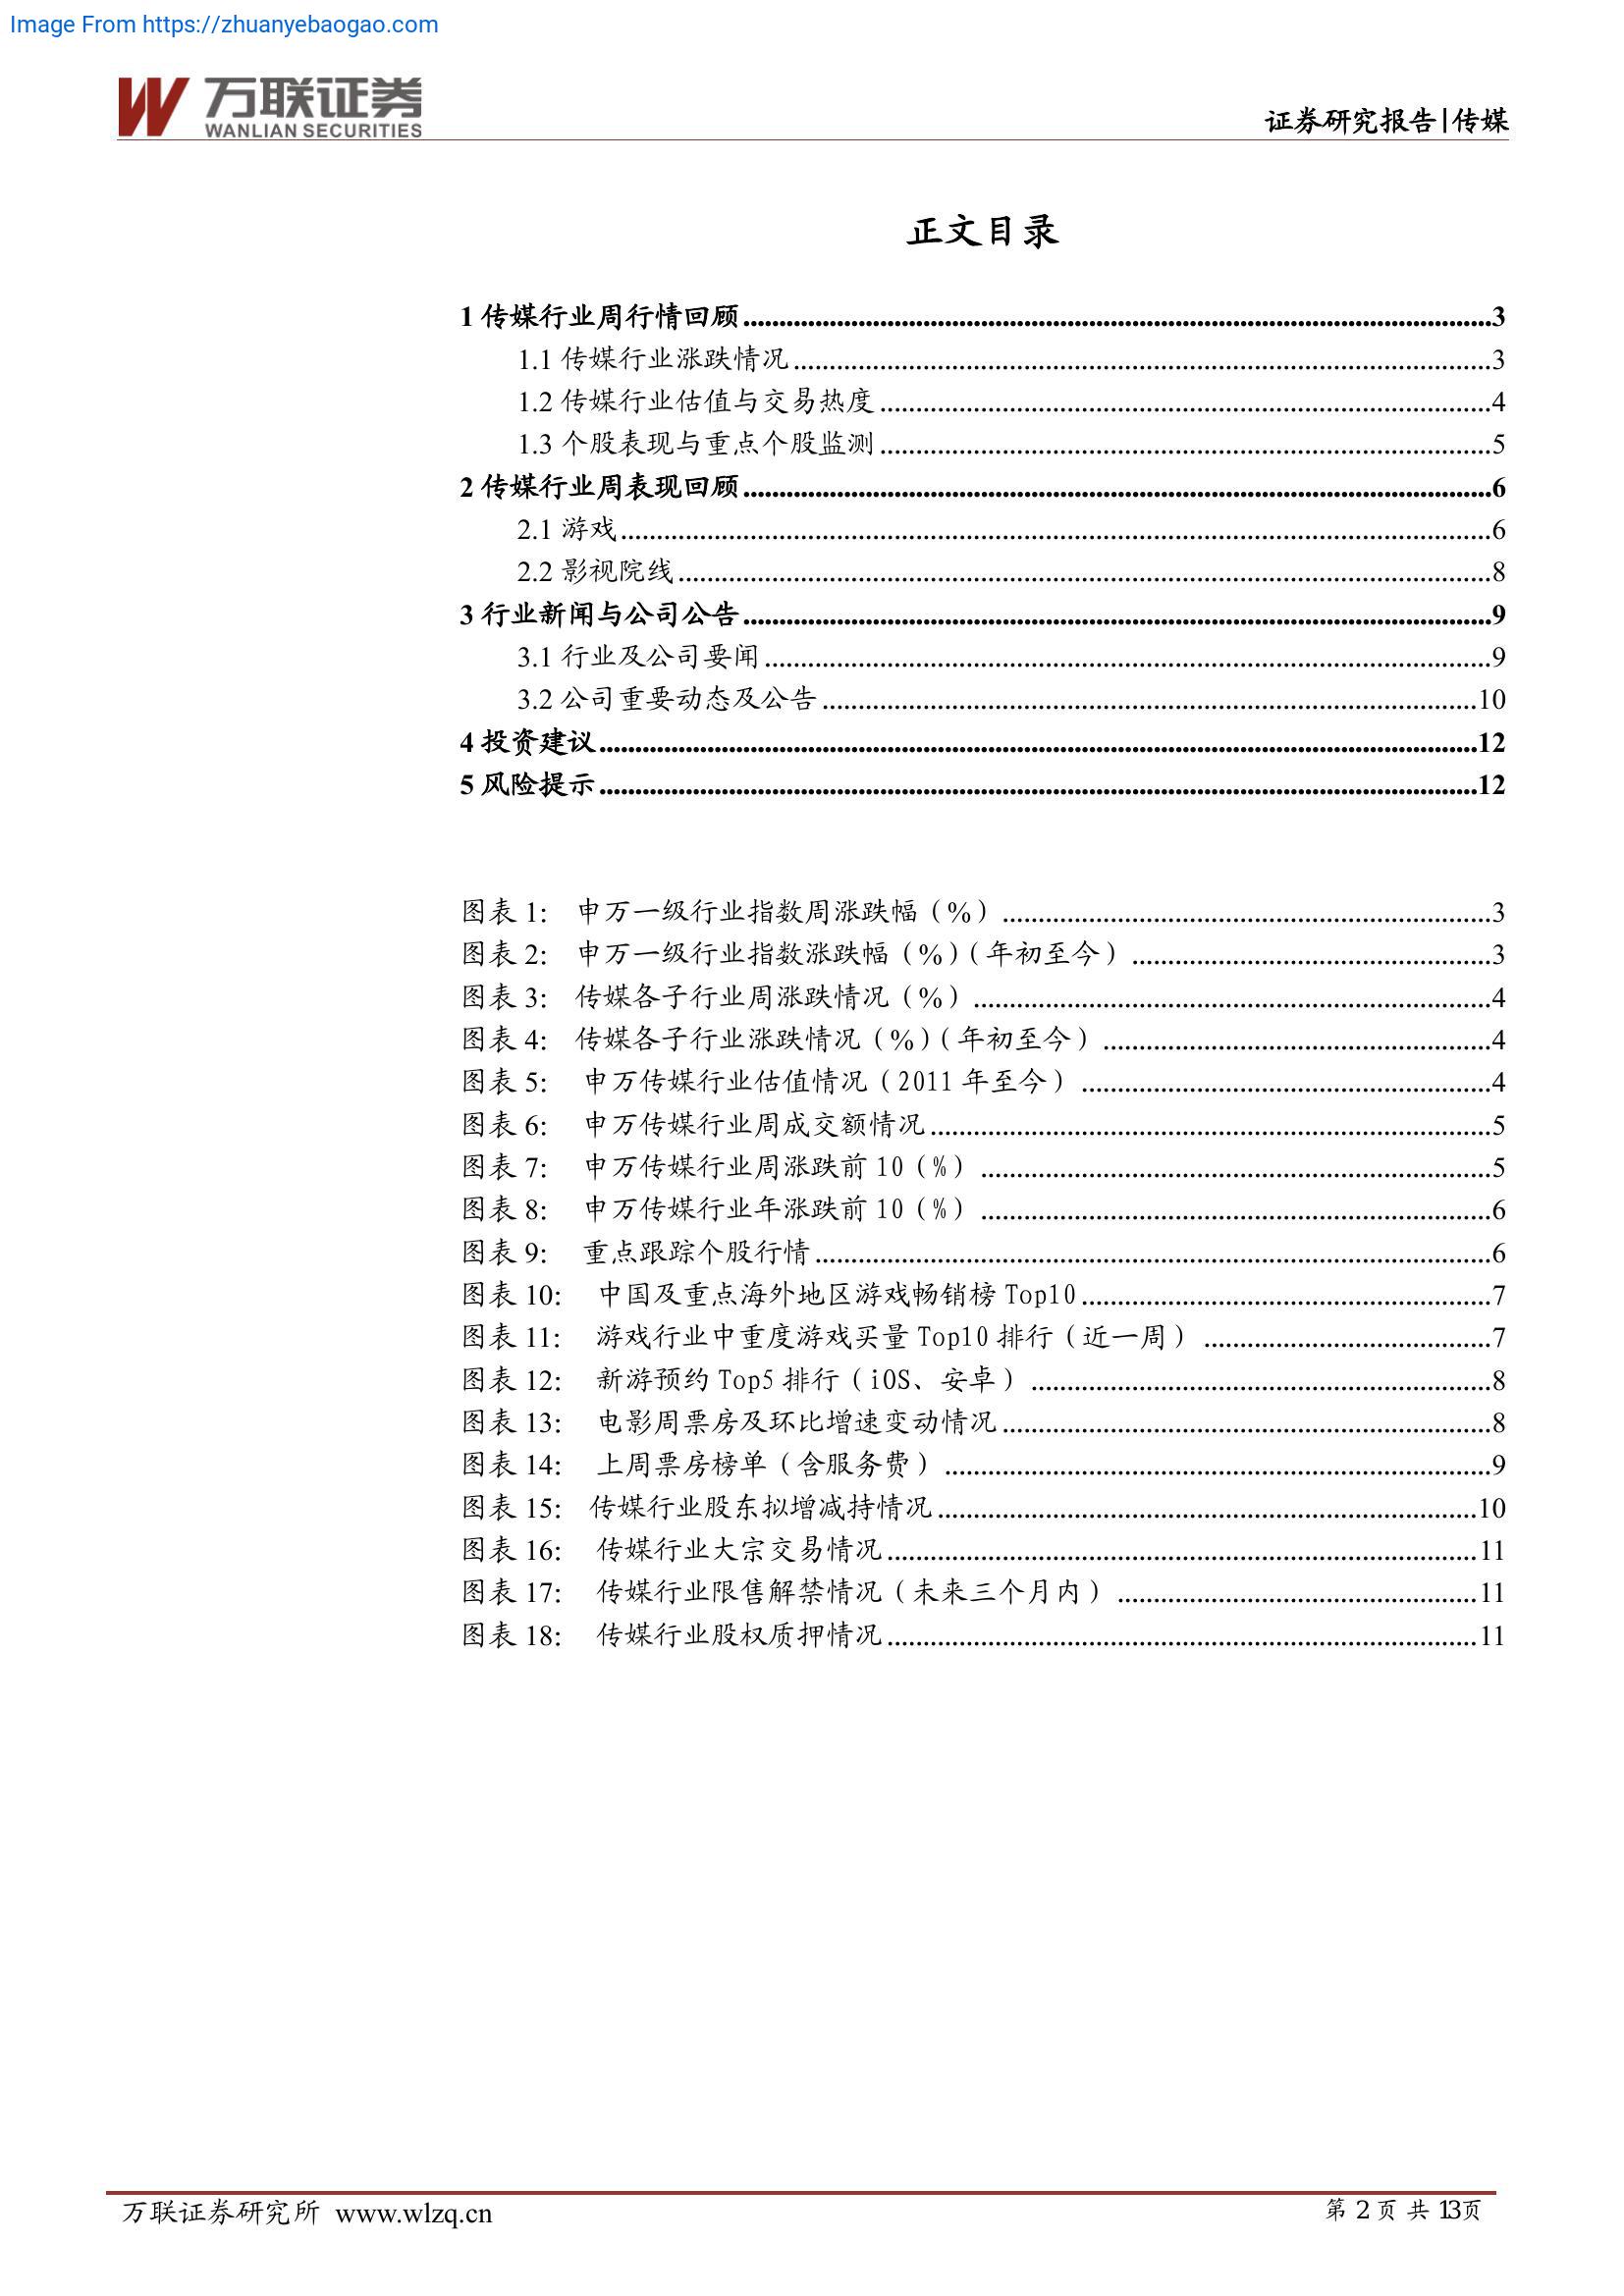 Image From https://zhuanyebaogao.com
万联证券
WANLIAN SECURITIES
证券研究报告|传媒
正文目录
1 传媒行业周行情回顾........................3
1.1 传媒行业涨跌情况........................3
1.2 传媒行业估值与交易热度........................4
1.3 个股表现与重点个股监测........................5
2 传媒行业周表现回顾........................6
2.1 游戏........................6
2.2 影视院线........................8
3 行业新闻与公司公告........................9
3.1 行业及公司要闻........................9
3.2 公司重要动态及公告........................10
4 投资建议........................12
5 风险提示........................12
图表 1： 申万一级行业指数周涨跌幅（%）........................3
图表 2： 申万一级行业指数涨跌幅（%）（年初至今）........................3
图表 3： 传媒各子行业周涨跌情况（%）........................4
图表 4： 传媒各子行业涨跌情况（%）（年初至今）........................4
图表 5： 申万传媒行业估值情况（2011 年至今）........................4
图表 6： 申万传媒行业周成交额情况........................5
图表 7： 申万传媒行业周涨跌前 10（%）........................5
图表 8： 申万传媒行业年涨跌前 10（%）........................6
图表 9： 重点跟踪个股行情........................6
图表 10： 中国及重点海外地区游戏畅销榜 Top10........................7
图表 11： 游戏行业中重度游戏买量 Top10 排行（近一周）........................7
图表 12： 新游预约 Top5 排行（iOS、安卓）........................8
图表 13： 电影周票房及环比增速变动情况........................8
图表 14： 上周票房榜单（含服务费）........................9
图表 15： 传媒行业股东拟增减持情况........................10
图表 16： 传媒行业大宗交易情况........................11
图表 17： 传媒行业限售解禁情况（未来三个月内）........................11
图表 18： 传媒行业股权质押情况........................11
万联证券研究所 www.wlzq.cn
第 2 页 共 13页